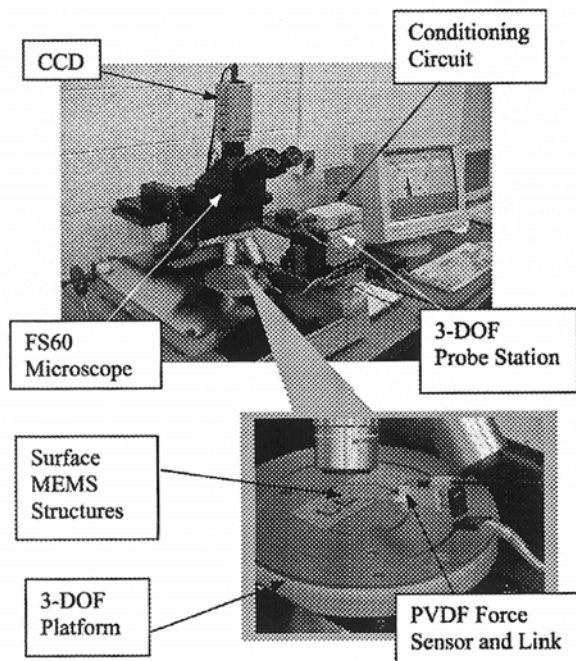 CCD
Conditioning
Circuit
FS60
Microscope
3-DOF
Probe Station
Surface
MEMS
Structures
3-DOF
Platform
PVDF Force
Sensor and Link